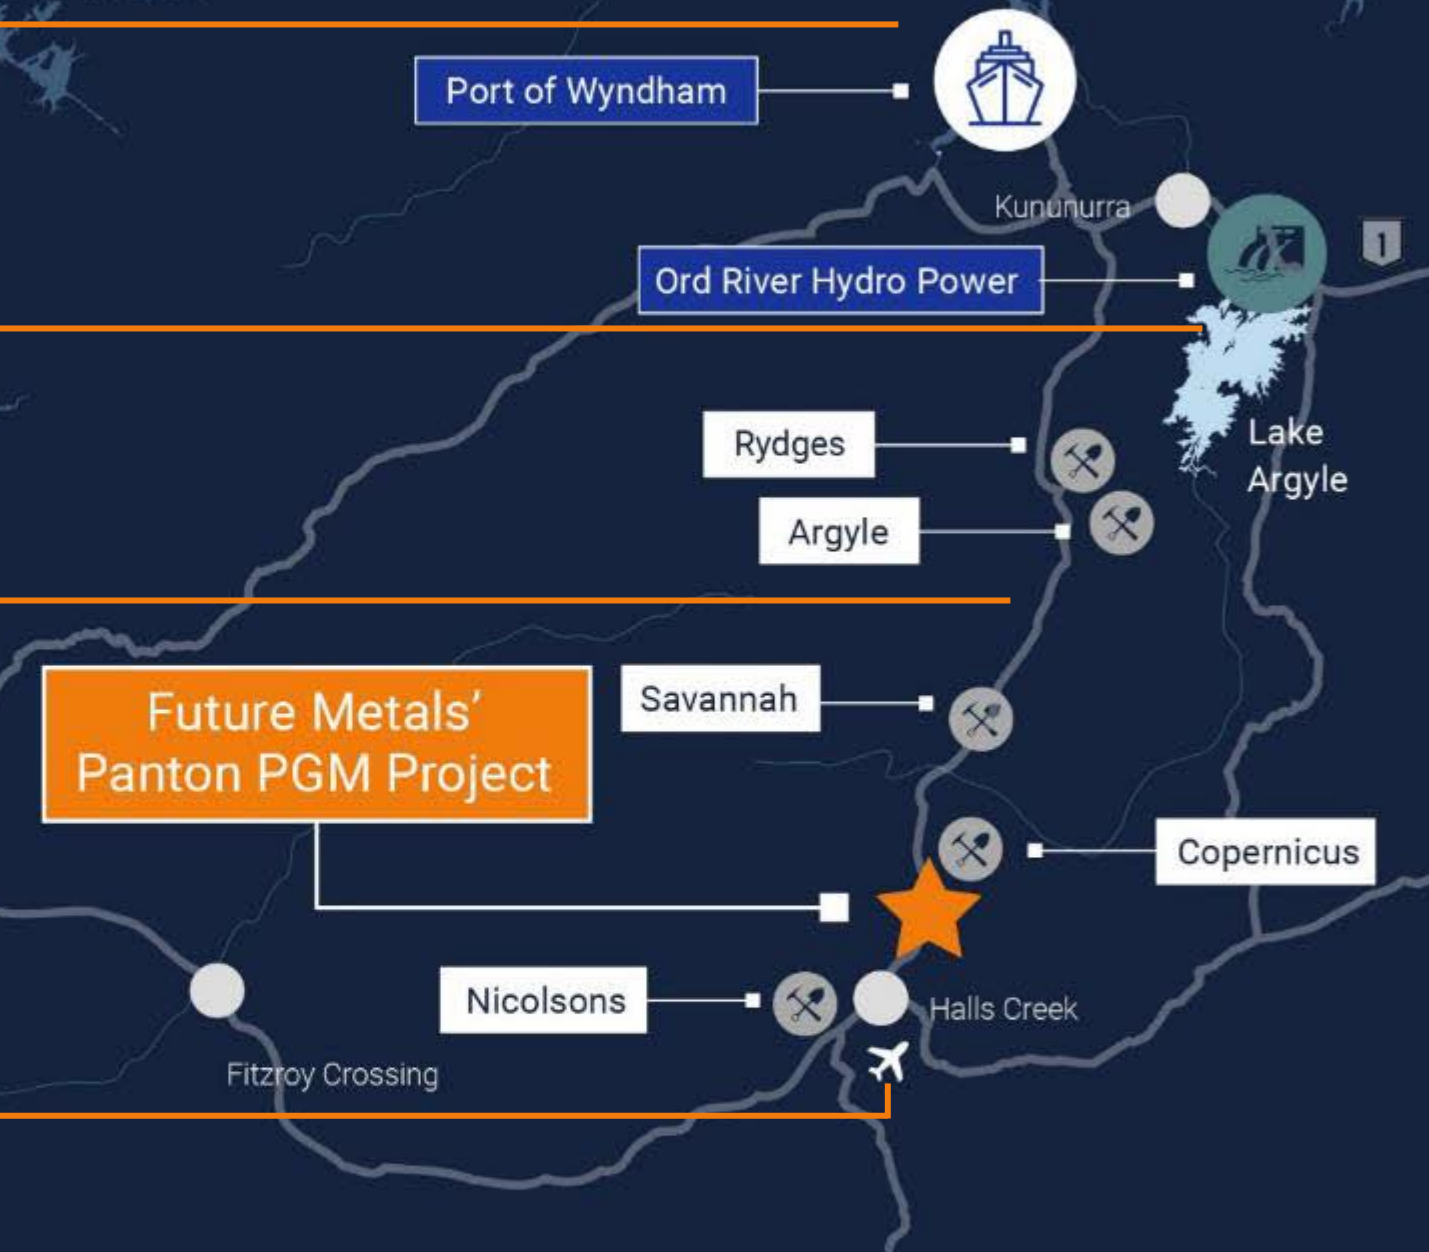 Port of Wyndham
Kununurra
1
Ord River Hydro Power
Rydges
Lake
Argyle
Argyle
Future Metals’
Panton PGM Project
Savannah
Copernicus
Nicolsons
Halls Creek
Fitzroy Crossing